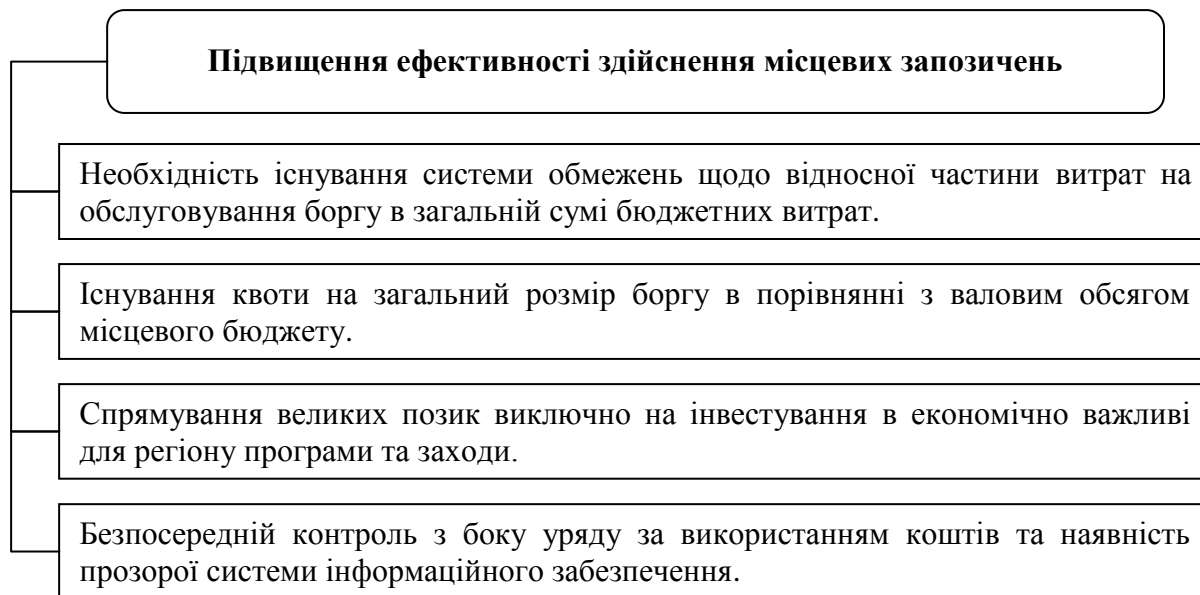 Підвищення ефективності здійснення місцевих запозичень
Необхідність існування системи обмежень щодо відносної частини витрат на
обслуговування боргу в загальній сумі бюджетних витрат.
Існування квоти на загальний розмір боргу в порівнянні з валовим обсягом
місцевого бюджету.
Спрямування великих позик виключно на інвестування в економічно важливі
для регіону програми та заходи.
Безпосередній контроль з боку уряду за використанням коштів та наявність
прозорої системи інформаційного забезпечення.